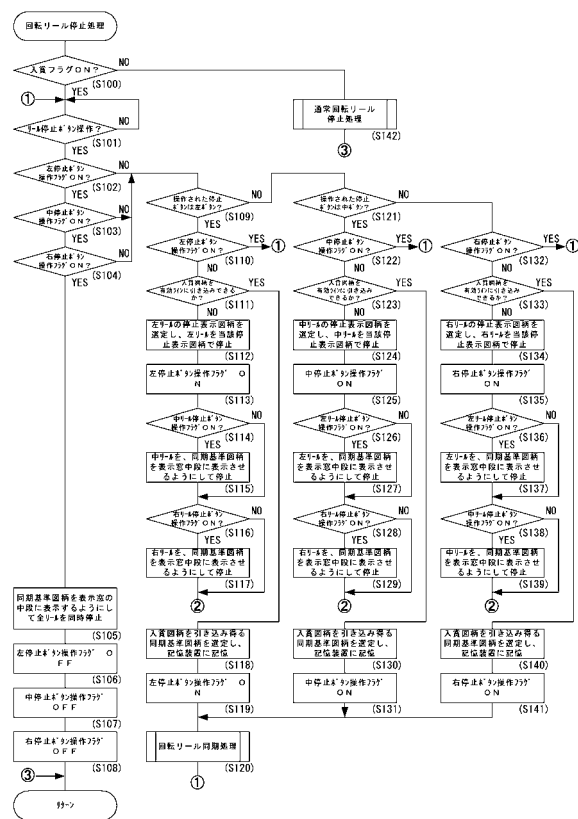 回転リール停止処理
入賞フラグON?
NO
(S100)
YES
①
通常回転リール
停止処理
(S142)
③
リール停止ボタン操作?
NO
(S101)
YES
左停止ボタン
操作フラグON?
NO
(S102)
YES
中停止ボタン
操作フラグON?
NO
(S103)
YES
右停止ボタン
操作フラグON?
NO
(S104)
YES
同期基準図柄を表示窓の
中段に表示するようにして
全リールを同時停止
(S105)
左停止ボタン操作フラグ O
FF
(S106)
中停止ボタン操作フラグ
OFF
(S107)
右停止ボタン操作フラグ
OFF
(S108)
③
リターン
操作された停止
ボタンは左ボタン?
NO
(S109)
YES
左停止ボタン
操作フラグON?
YES
①
(S110)
NO
入賞図柄を
有効ラインに引き込みできる
か?
YES
(S111)
NO
左リールの停止表示図柄を
選定し、左リールを当該停
止表示図柄で停止
(S112)
左停止ボタン操作フラグ O
N
(S113)
中リール停止ボタン
操作フラグON?
NO
(S114)
YES
中リールを、同期基準図柄
を表示窓中段に表示させ
るようにして停止
(S115)
右リール停止ボタン
操作フラグON?
NO
(S116)
YES
右リールを、同期基準図柄
を表示窓中段に表示させ
るようにして停止
(S117)
②
入賞図柄を引き込み得る
同期基準図柄を選定し、
記憶装置に記憶
(S118)
左停止ボタン操作フラグ O
N
(S119)
回転リール同期処理
(S120)
①
操作された停止
ボタンは中ボタン?
NO
(S121)
YES
中停止ボタン
操作フラグON?
YES
①
(S122)
NO
入賞図柄を
有効ラインに引き込み
できるか?
YES
(S123)
NO
中リールの停止表示図柄
を選定し、中リールを当該
停止表示図柄で停止
(S124)
中停止ボタン操作フラグ
ON
(S125)
左リール停止ボタン
操作フラグON?
NO
(S126)
YES
左リールを、同期基準図柄
を表示窓中段に表示させ
るようにして停止
(S127)
右リール停止ボタン
操作フラグON?
NO
(S128)
YES
右リールを、同期基準図柄
を表示窓中段に表示させ
るようにして停止
(S129)
②
入賞図柄を引き込み得る
同期基準図柄を選定し、
記憶装置に記憶
(S130)
中停止ボタン操作フラグ
ON
(S131)
右停止ボタン
操作フラグON?
YES
①
(S132)
NO
入賞図柄を
有効ラインに引き込み
できるか?
YES
(S133)
NO
右リールの停止表示図柄
を選定し、右リールを当該
停止表示図柄で停止
(S134)
右停止ボタン操作フラグ
ON
(S135)
左リール停止ボタン
操作フラグON?
NO
(S136)
YES
左リールを、同期基準図柄
を表示窓中段に表示させ
るようにして停止
(S137)
中リール停止ボタン
操作フラグON?
NO
(S138)
YES
中リールを、同期基準図柄
を表示窓中段に表示させ
るようにして停止
(S139)
②
入賞図柄を引き込み得る
同期基準図柄を選定し、
記憶装置に記憶
(S140)
右停止ボタン操作フラグ
ON
(S141)